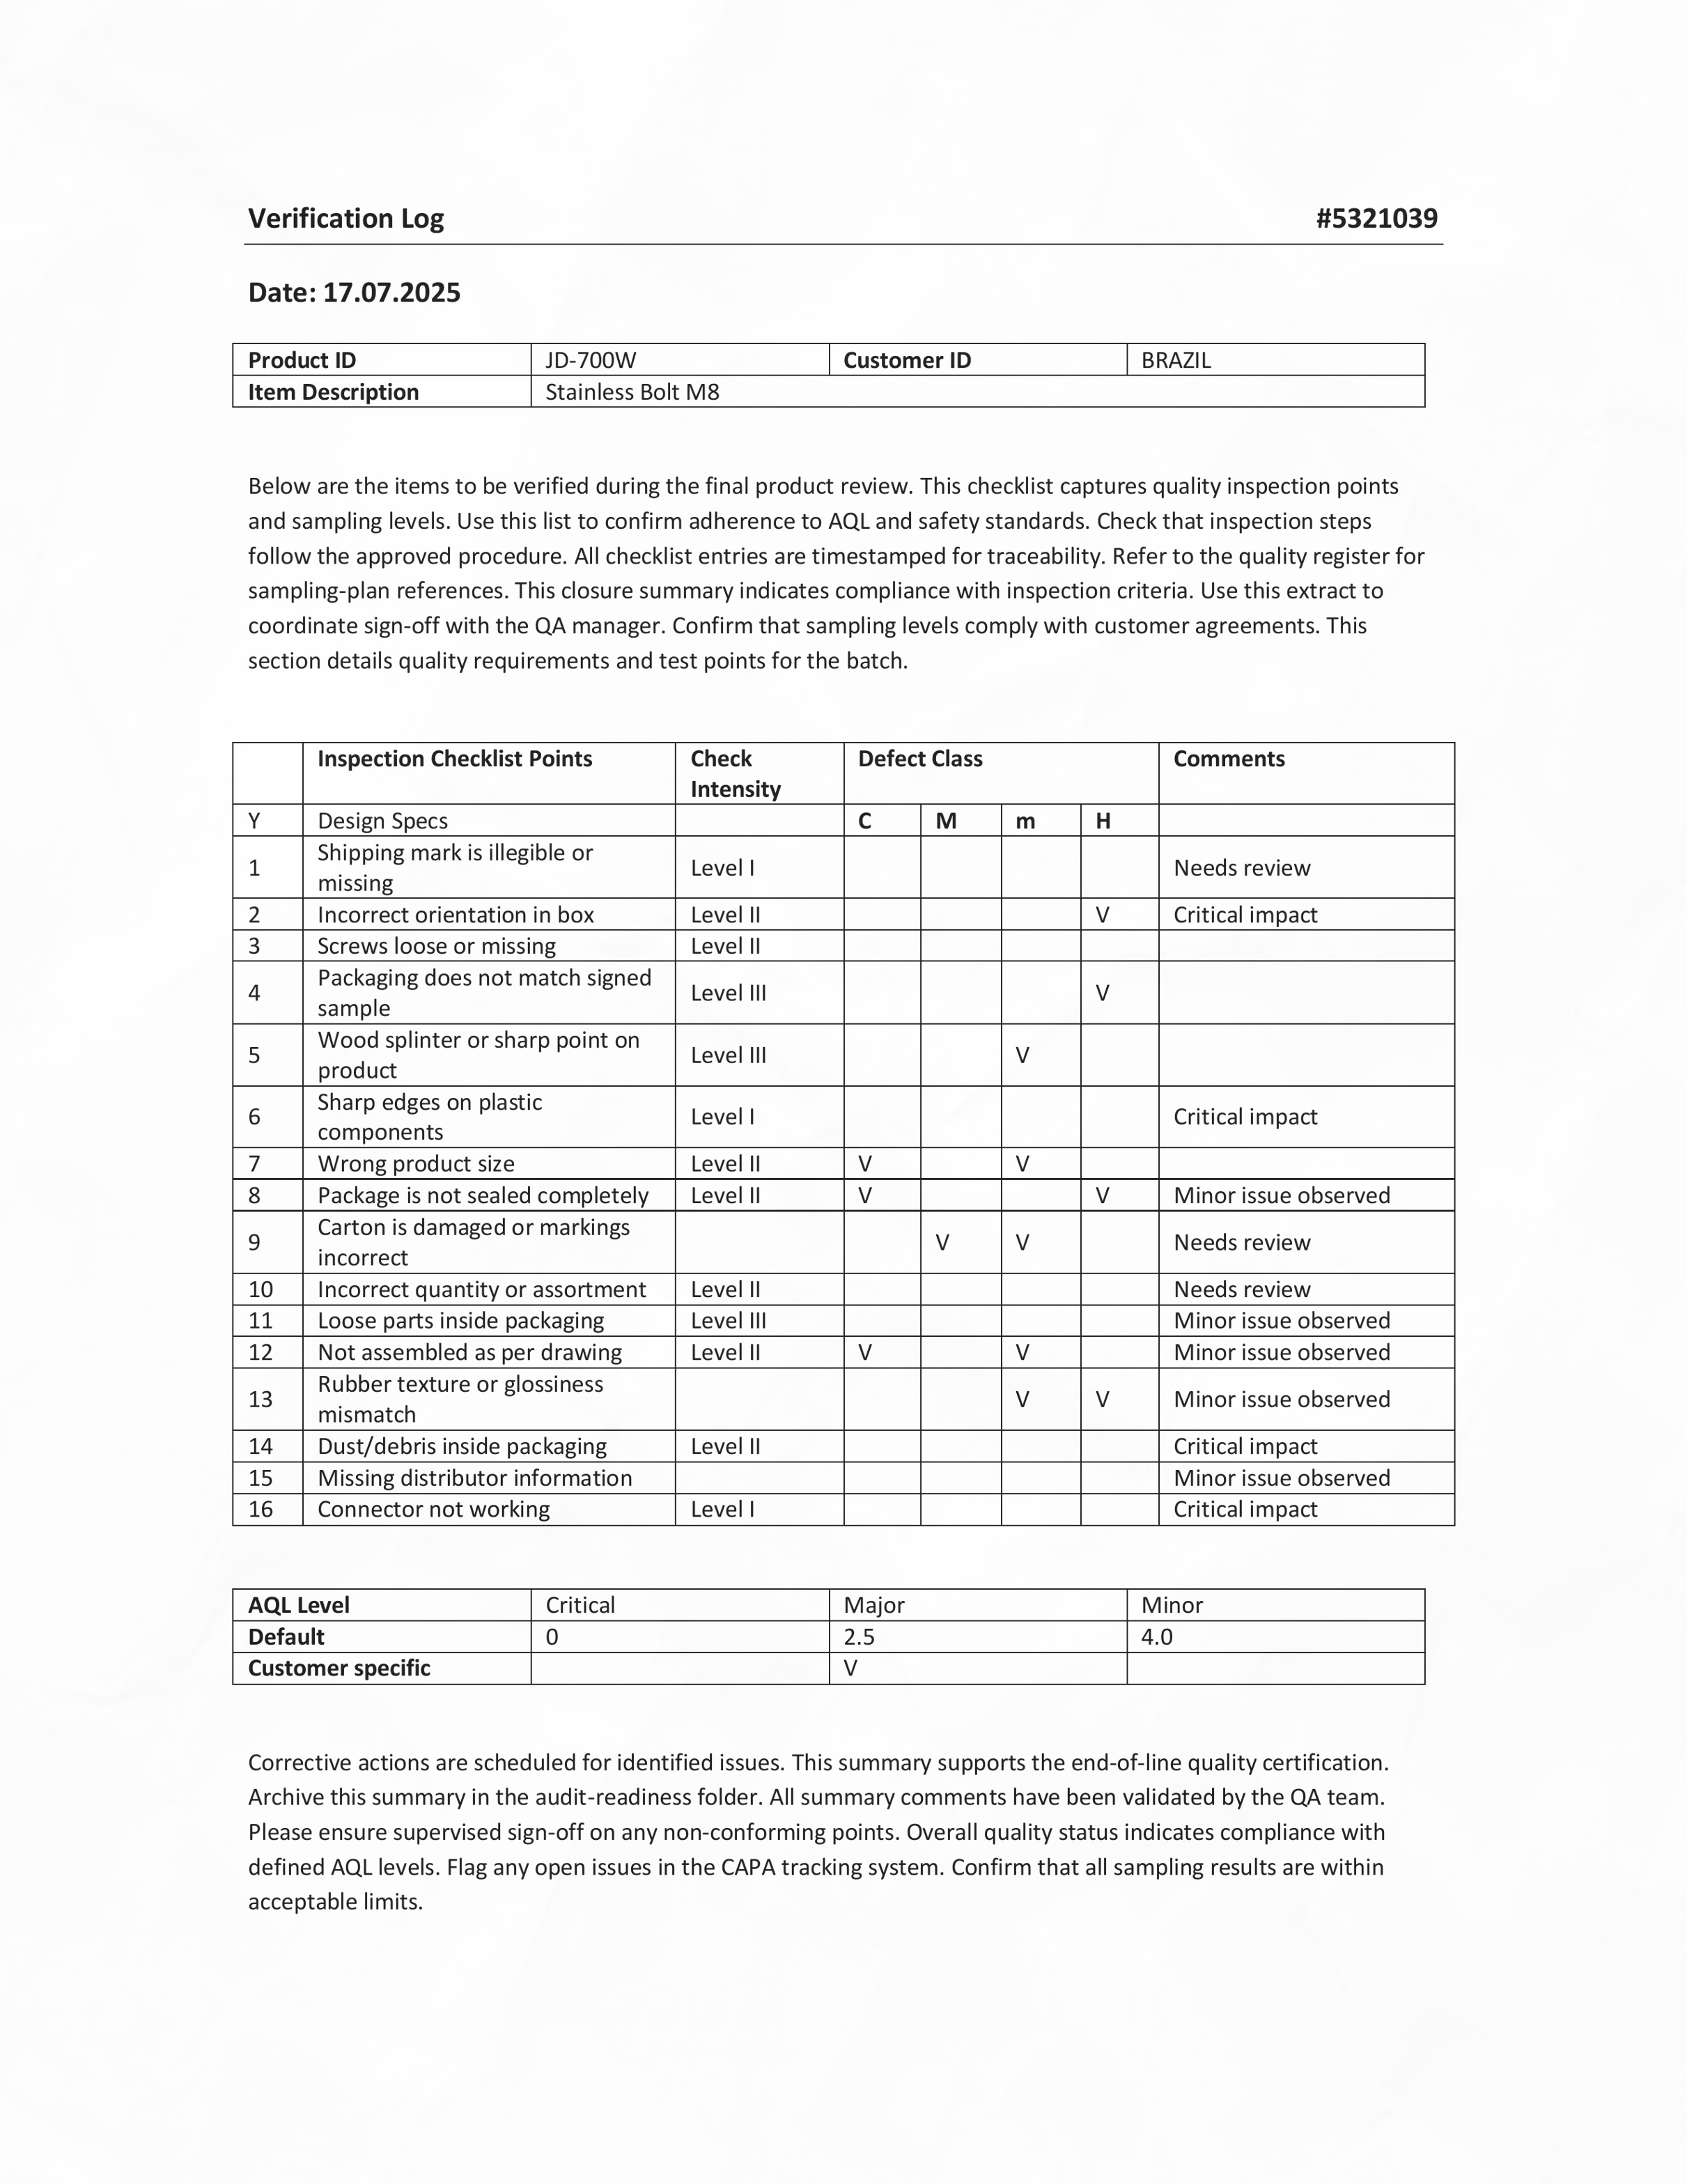 Verification Log #5321039
Date: 17.07.2025
Product ID JD-700W Customer ID BRAZIL
Item Description Stainless Bolt M8
Below are the items to be verified during the final product review. This checklist captures quality inspection points
and sampling levels. Use this list to confirm adherence to AQL and safety standards. Check that inspection steps
follow the approved procedure. All checklist entries are timestamped for traceability. Refer to the quality register for
sampling-plan references. This closure summary indicates compliance with inspection criteria. Use this extract to
coordinate sign-off with the QA manager. Confirm that sampling levels comply with customer agreements. This
section details quality requirements and test points for the batch.
Inspection Checklist Points Check Defect Class Comments
Intensity
Y Design Specs C M m H
Shipping mark is illegible or
1 Level I Needs review
missing
2 Incorrect orientation in box Level II V Critical impact
3 Screws loose or missing Level II
Packaging does not match signed
4 Level III V
sample
Wood splinter or sharp point on
5 Level III V
product
Sharp edges on plastic
6 Level I Critical impact
components
7 Wrong product size Level II V V
8 Package is not sealed completely Level II V V Minor issue observed
Carton is damaged or markings
9 V V Needs review
incorrect
10 Incorrect quantity or assortment Level II Needs review
11 Loose parts inside packaging Level III Minor issue observed
12 Not assembled as per drawing Level II V V Minor issue observed
Rubber texture or glossiness
13 V V Minor issue observed
mismatch
14 Dust/debris inside packaging Level II Critical impact
15 Missing distributor information Minor issue observed
16 Connector not working Level I Critical impact
AQL Level Critical Major Minor
Default 0 2.5 4.0
Customer specific V
Corrective actions are scheduled for identified issues. This summary supports the end-of-line quality certification.
Archive this summary in the audit-readiness folder. All summary comments have been validated by the QA team.
Please ensure supervised sign-off on any non-conforming points. Overall quality status indicates compliance with
defined AQL levels. Flag any open issues in the CAPA tracking system. Confirm that all sampling results are within
acceptable limits.